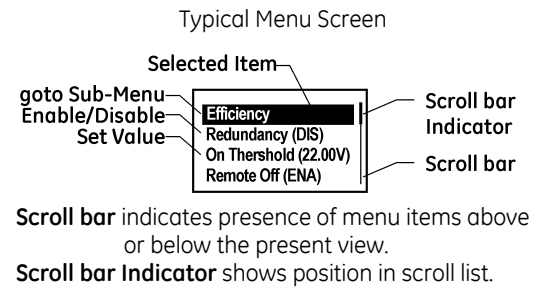 Typical Menu Screen
Selected Item
goto Sub-Menu
Enable/Disable
Set Value
Efficiency
Redundancy (DIS)
On Thershold (22.00V)
Remote Off (ENA)
Scroll bar
Indicator
Scroll bar
Scroll bar indicates presence of menu items above
or below the present view.
Scroll bar Indicator shows position in scroll list.